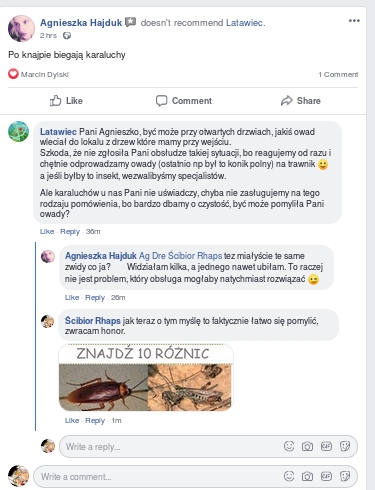 Agnieszka Hajduk doesn't recommend Latawiec.
2 hrs ·
Po knajpie biegają karaluchy
Marcin Dylski 1 Comment
Like Comment Share
Latawiec Pani Agnieszko, być może przy otwartych drzwiach, jakiś owad
wleciał do lokalu z drzew które mamy przy wejściu.
Szkoda, że nie zgłosiła Pani obsłudze takiej sytuacji, bo reagujemy od razu i
chętnie odprowadzamy owady (ostatnio np był to konik polny) na trawnik 😀
a jeśli byłby to insekt, wezwalibyśmy specjalistów.
Ale karaluchów u nas Pani nie uświadczy, chyba nie zasługujemy na tego
rodzaju pomówienia, bo bardzo dbamy o czystość, być może pomyliła Pani
owady?
Like · Reply · 36m
Agnieszka Hajduk Ag Dre Ścibior Rhaps tez miałyście te same
zwidy co ja? Widziałam kilka, a jednego nawet ubiłam. To raczej
nie jest problem, który obsługa mogłaby natychmiast rozwiązać 😉
Like · Reply · 26m
Ścibior Rhaps jak teraz o tym myślę to faktycznie łatwo się pomylić,
zwracam honor.
ZNAJDŹ 10 RÓŻNIC
Like · Reply · 1m
Write a reply...
GIF
Write a comment...
GIF